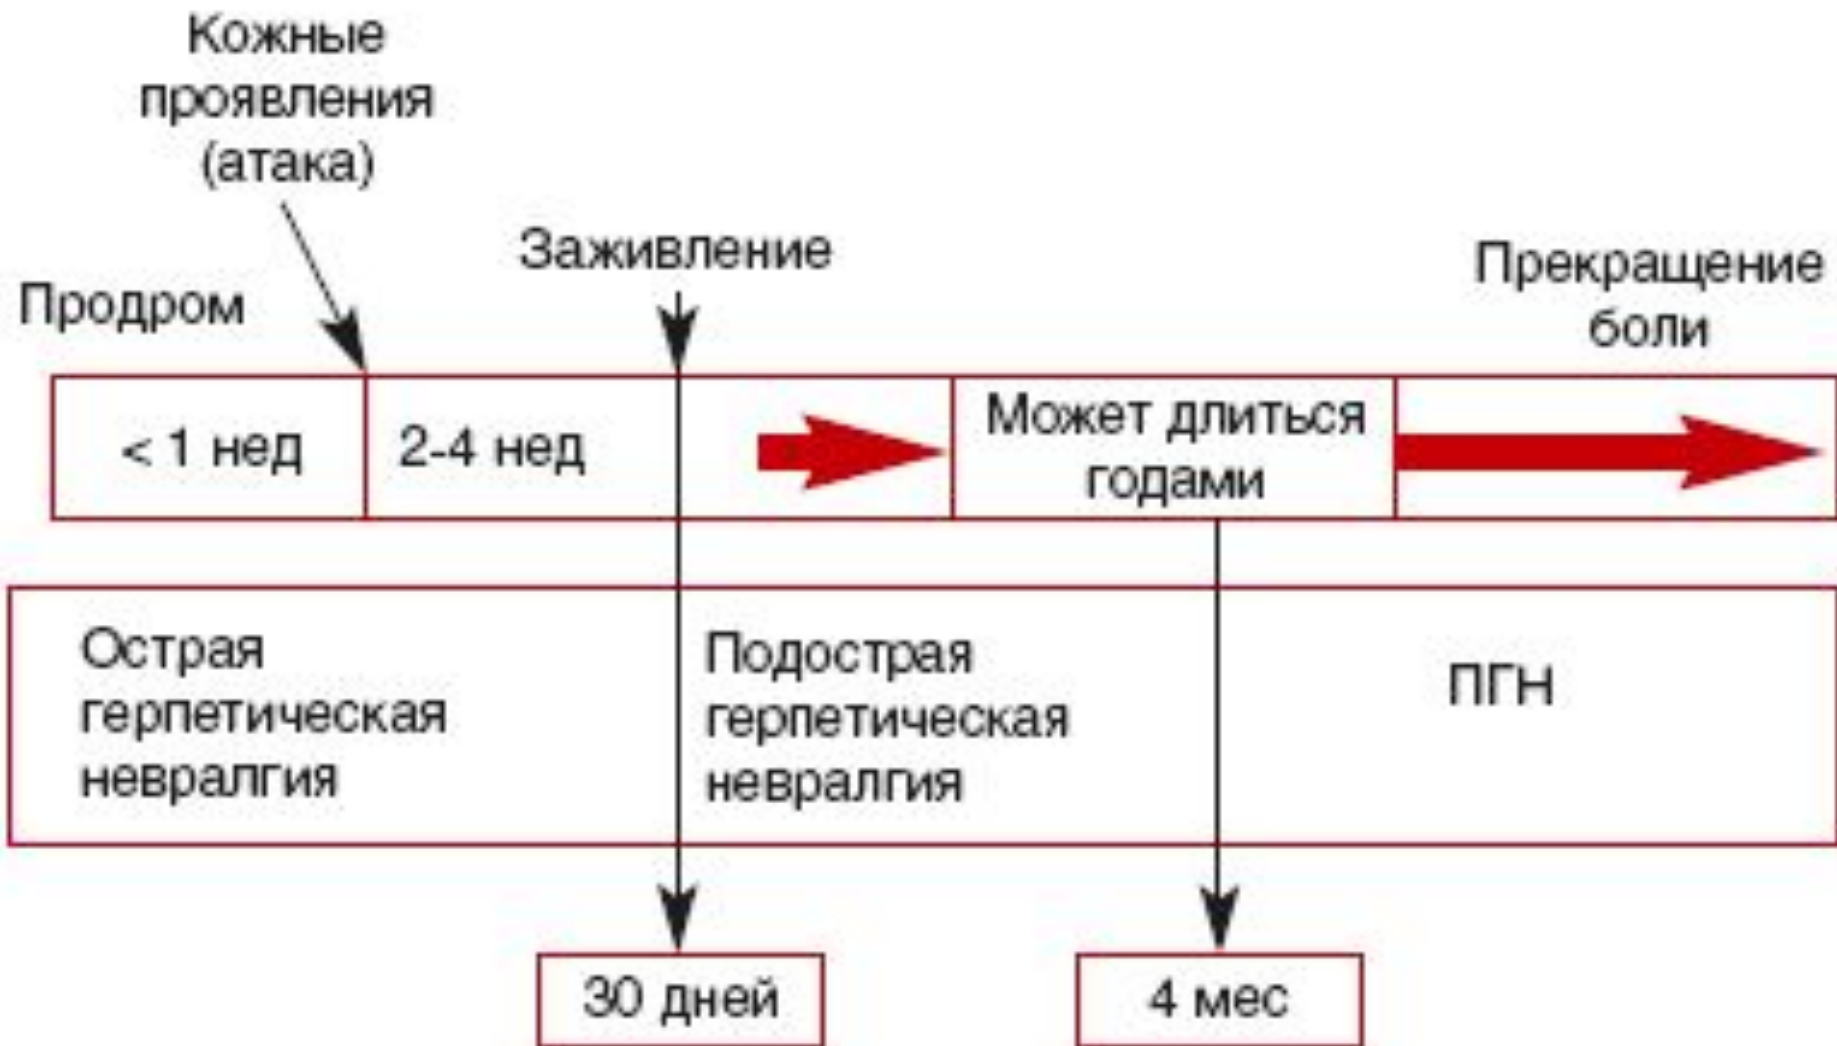 Кожные
проявления
(атака)
Заживление
Продром
Прекращение
боли
< 1 нед
2-4 нед
Может длиться
годами
Острая
герпетическая
невралгия
Подострая
герпетическая
невралгия
ПГН
30 дней
4 мес